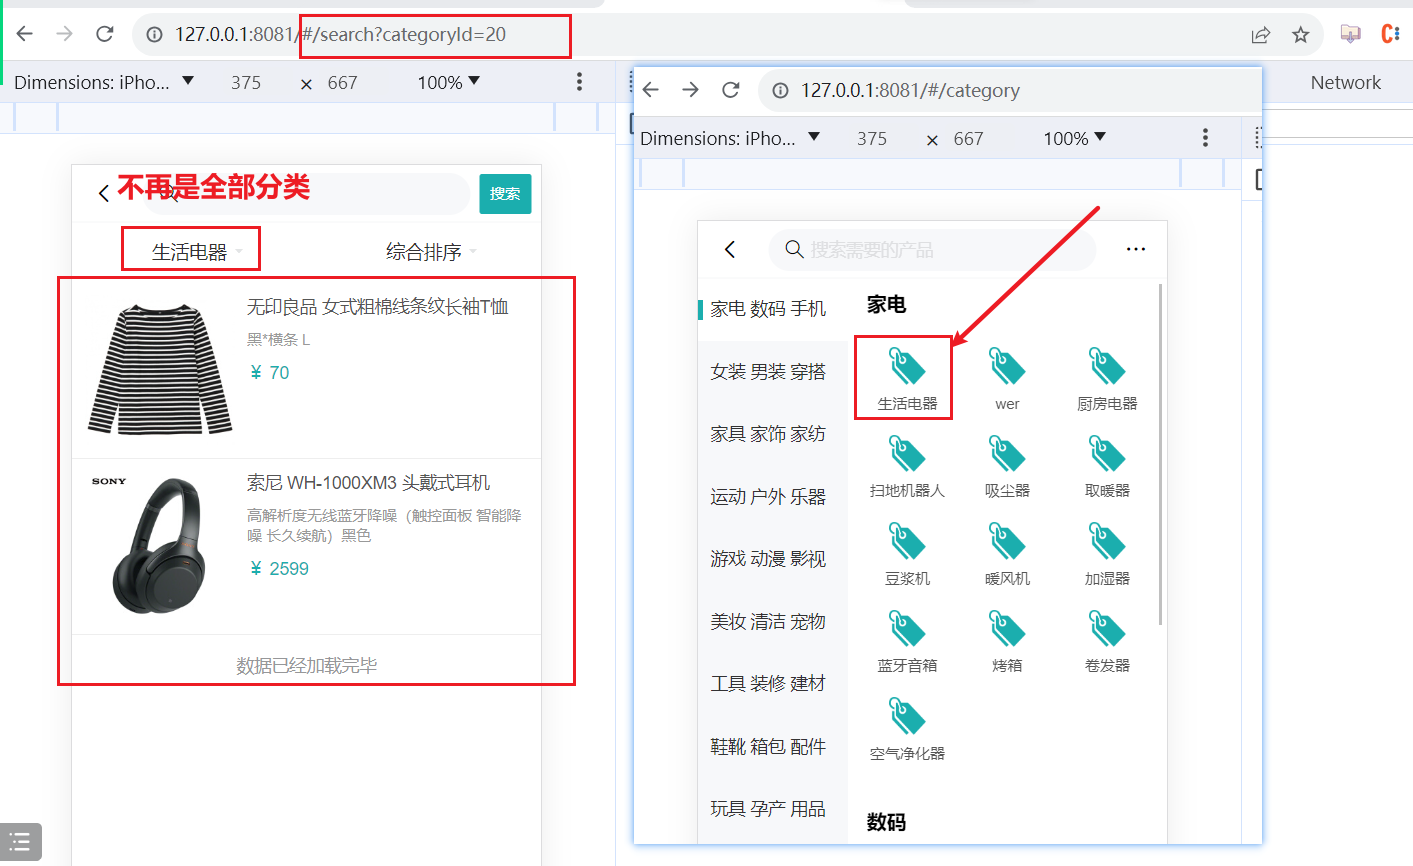 127.0.0.1:8081/#/search?categoryId=20
Dimensions: iPho... ▼ 375 × 667 100% ▼
Network
不再是全部分类
搜索
生活电器
综合排序
无印良品 女式粗棉线条纹长袖T恤
黑*横条 L
¥ 70
SONY
索尼 WH-1000XM3 头戴式耳机
高解析度无线蓝牙降噪（触控面板 智能降
噪 长久续航）黑色
¥ 2599
数据已经加载完毕
127.0.0.1:8081/#/category
Dimensions: iPho... ▼ 375 × 667 100% ▼
搜索需要的产品
家电 数码 手机
女装 男装 穿搭
家具 家饰 家纺
运动 户外 乐器
游戏 动漫 影视
美妆 清洁 宠物
工具 装修 建材
鞋靴 箱包 配件
玩具 孕产 用品
家电
生活电器 wer 厨房电器
扫地机器人 吸尘器 取暖器
豆浆机 暖风机 加湿器
蓝牙音箱 烤箱 卷发器
空气净化器
数码